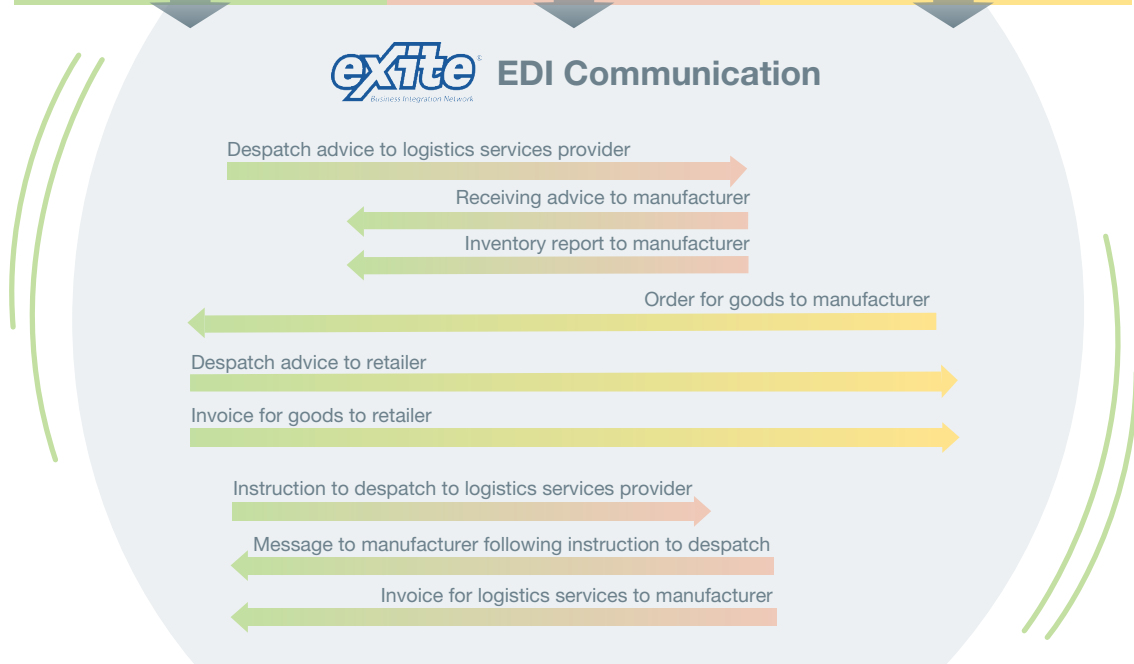 exite® EDI Communication
Business Integration Network
Despatch advice to logistics services provider
Receiving advice to manufacturer
Inventory report to manufacturer
Order for goods to manufacturer
Despatch advice to retailer
Invoice for goods to retailer
Instruction to despatch to logistics services provider
Message to manufacturer following instruction to despatch
Invoice for logistics services to manufacturer